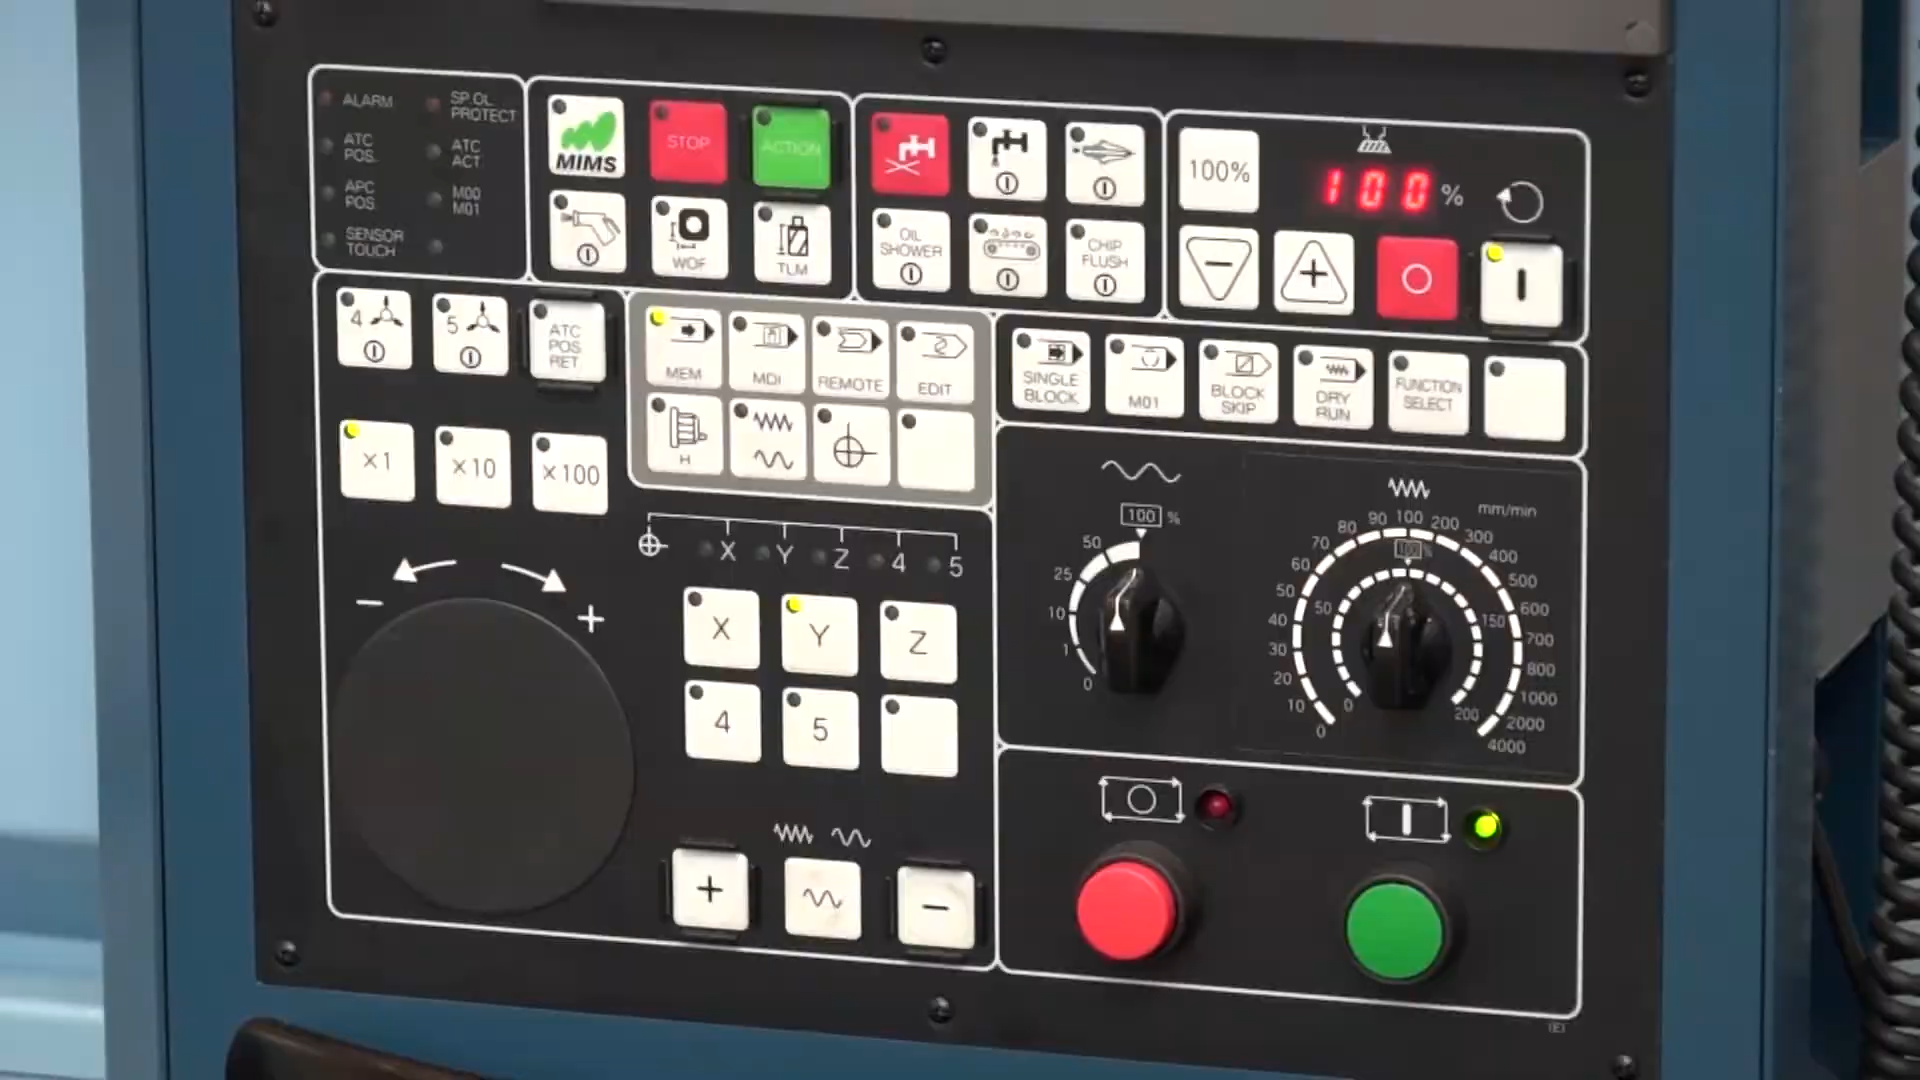 ALARM
SP.OL.
PROTECT
ATC
POS.
ATC
ACT
APC
POS.
M00
M01
SENSOR
TOUCH
MIMS
STOP
ACTION
WOF
TLM
OIL
SHOWER
CHIP
FLUSH
100%
100 %
4
5
ATC
POS
RET
MEM
MDI
REMOTE
EDIT
H
SINGLE
BLOCK
M01
BLOCK
SKIP
DRY
RUN
FUNCTION
SELECT
×1
×10
×100
X Y Z 4 5
− +
X
Y
Z
4
5
+
−
100 %
50
25
10
1
0
mm/min
0
10
20
30
40
50
60
70
80
90
100
200
300
400
500
600
700
800
1000
2000
4000
100 %
0
50
150
200
(E)